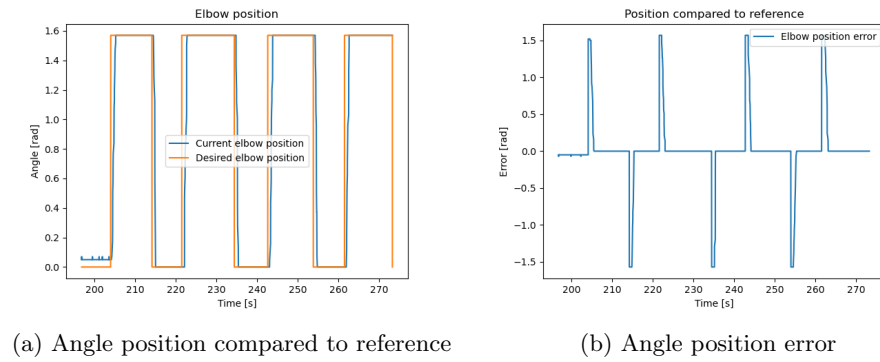 Elbow position
1.6
1.4
1.2
1.0
0.8
0.6
0.4
0.2
0.0
Angle [rad]
Current elbow position
Desired elbow position
200 210 220 230 240 250 260 270
Time [s]
(a) Angle position compared to reference
Position compared to reference
Elbow position error
1.5
1.0
0.5
0.0
−0.5
−1.0
−1.5
Error [rad]
200 210 220 230 240 250 260 270
Time [s]
(b) Angle position error